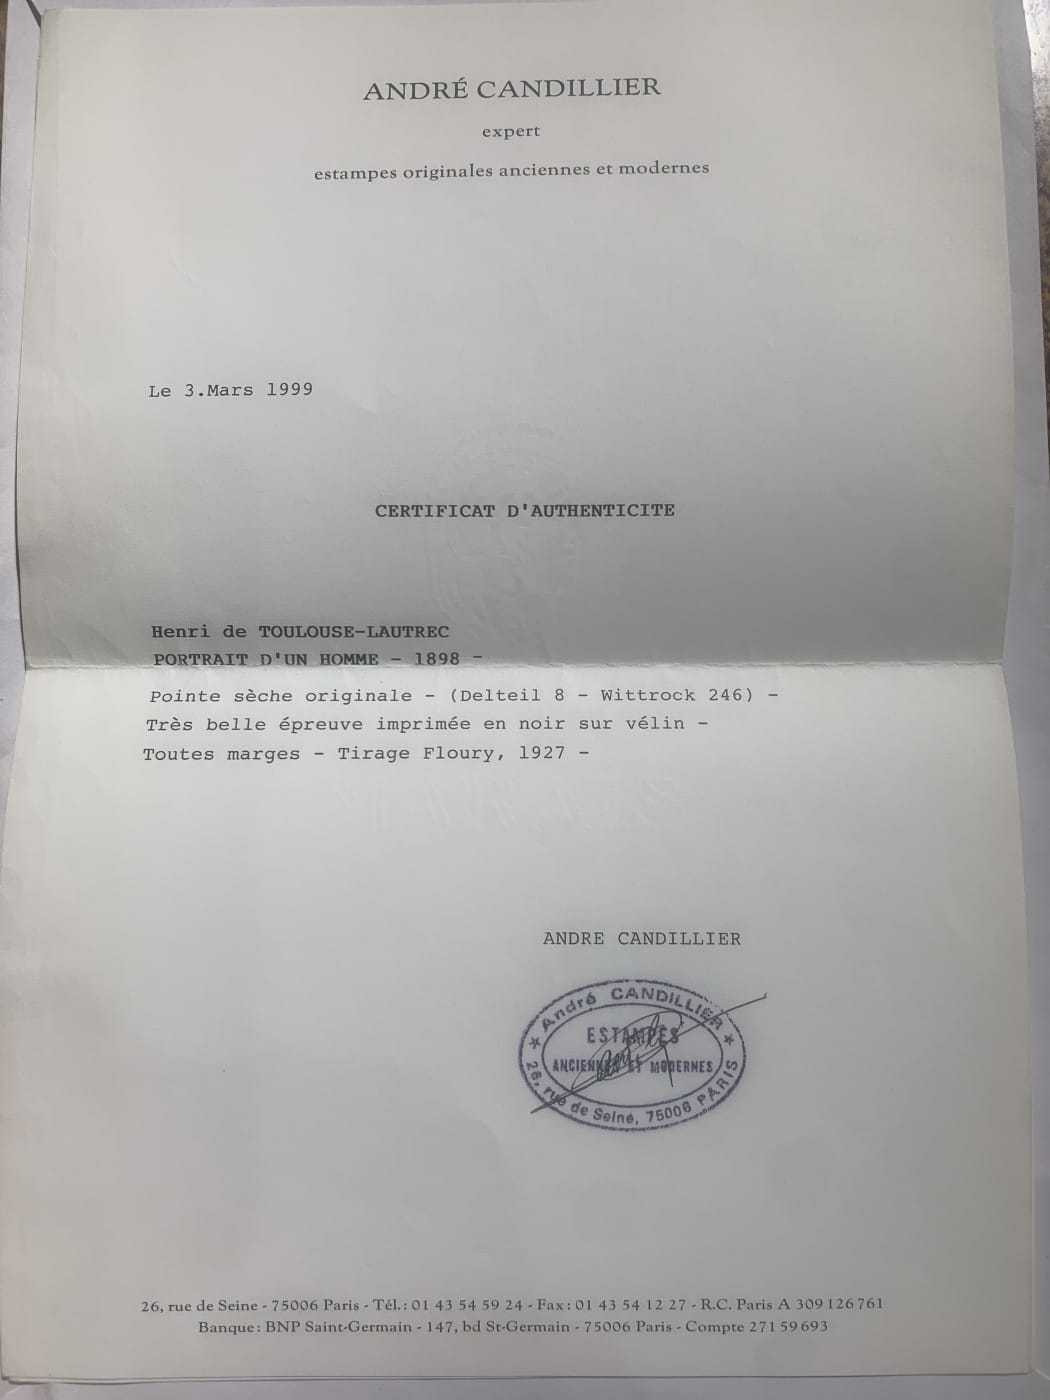 ANDRÉ CANDILLIER
expert
estampes originales anciennes et modernes
Le 3.Mars 1999
CERTIFICAT D'AUTHENTICITE
Henri de TOULOUSE-LAUTREC
PORTRAIT D'UN HOMME - 1898 -
Pointe sèche originale - (Delteil 8 - Wittrock 246) -
Très belle épreuve imprimée en noir sur vélin -
Toutes marges - Tirage Floury, 1927 -
ANDRE CANDILLIER
★ André CANDILLIER ★
ESTAMPES
ANCIENNES ET MODERNES
26, rue de Seine, 75006 PARIS
26, rue de Seine - 75006 Paris - Tél.: 01 43 54 59 24 - Fax: 01 43 54 12 27 - R.C. Paris A 309 126 761
Banque: BNP Saint-Germain - 147, bd St-Germain - 75006 Paris - Compte 271 59 693